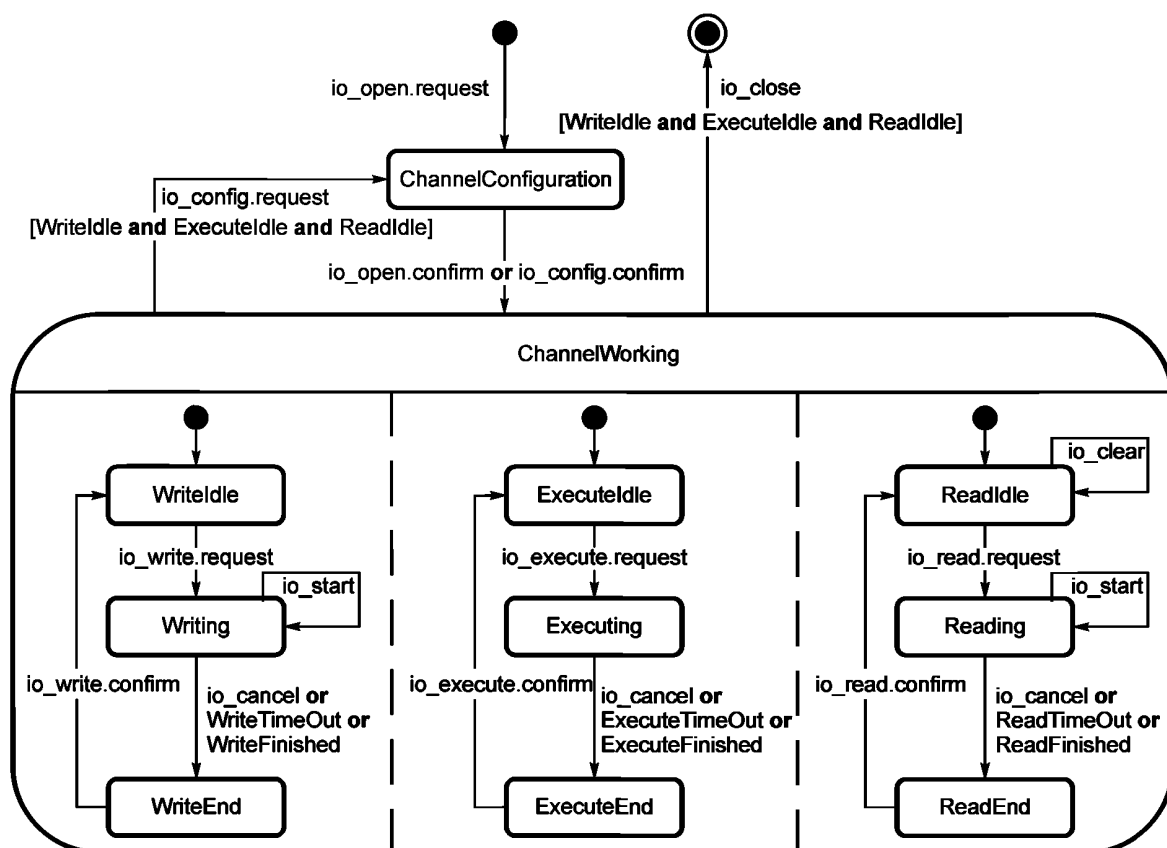 io_open.request
io_close
[WriteIdle and ExecuteIdle and ReadIdle]
ChannelConfiguration
io_config.request
[WriteIdle and ExecuteIdle and ReadIdle]
io_open.confirm or io_config.confirm
ChannelWorking
WriteIdle
io_write.request
io_start
Writing
io_write.confirm
io_cancel or
WriteTimeOut or
WriteFinished
WriteEnd
ExecuteIdle
io_execute.request
Executing
io_execute.confirm
io_cancel or
ExecuteTimeOut or
ExecuteFinished
ExecuteEnd
io_clear
ReadIdle
io_read.request
io_start
Reading
io_read.confirm
io_cancel or
ReadTimeOut or
ReadFinished
ReadEnd